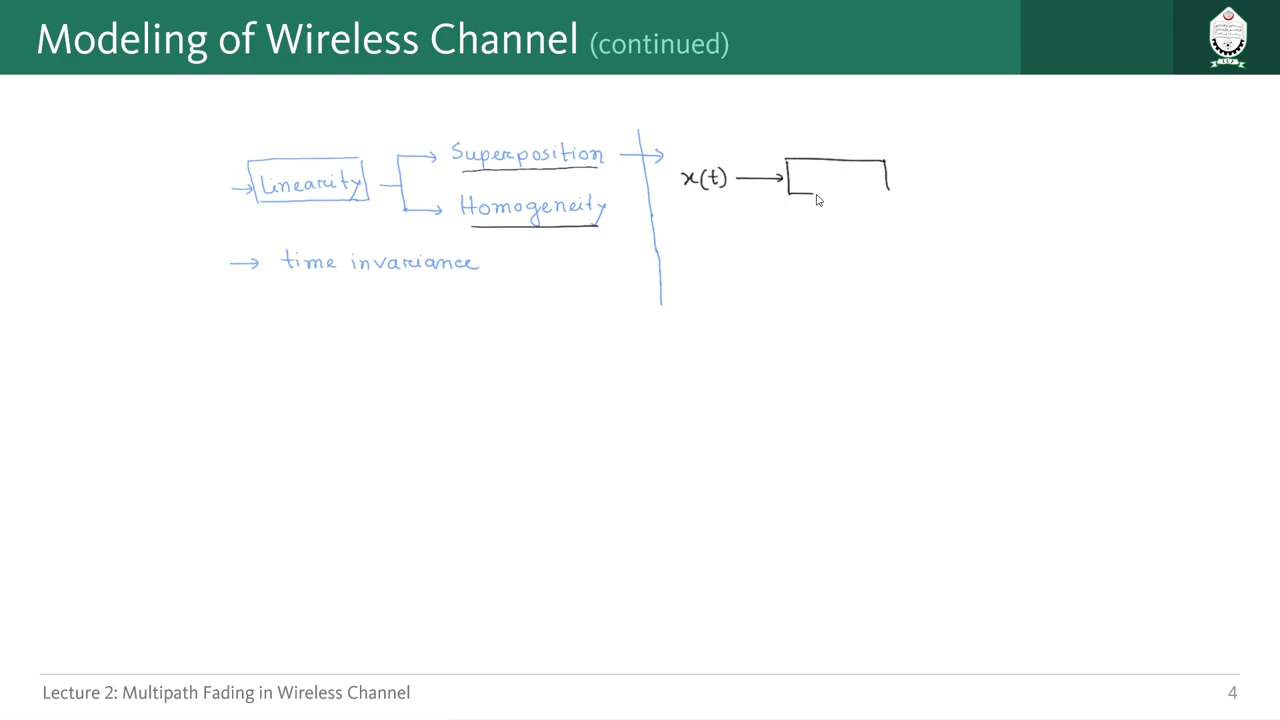 Modeling of Wireless Channel (continued)
Linearity
Superposition
Homogeneity
time invariance
x(t)
Lecture 2: Multipath Fading in Wireless Channel
4